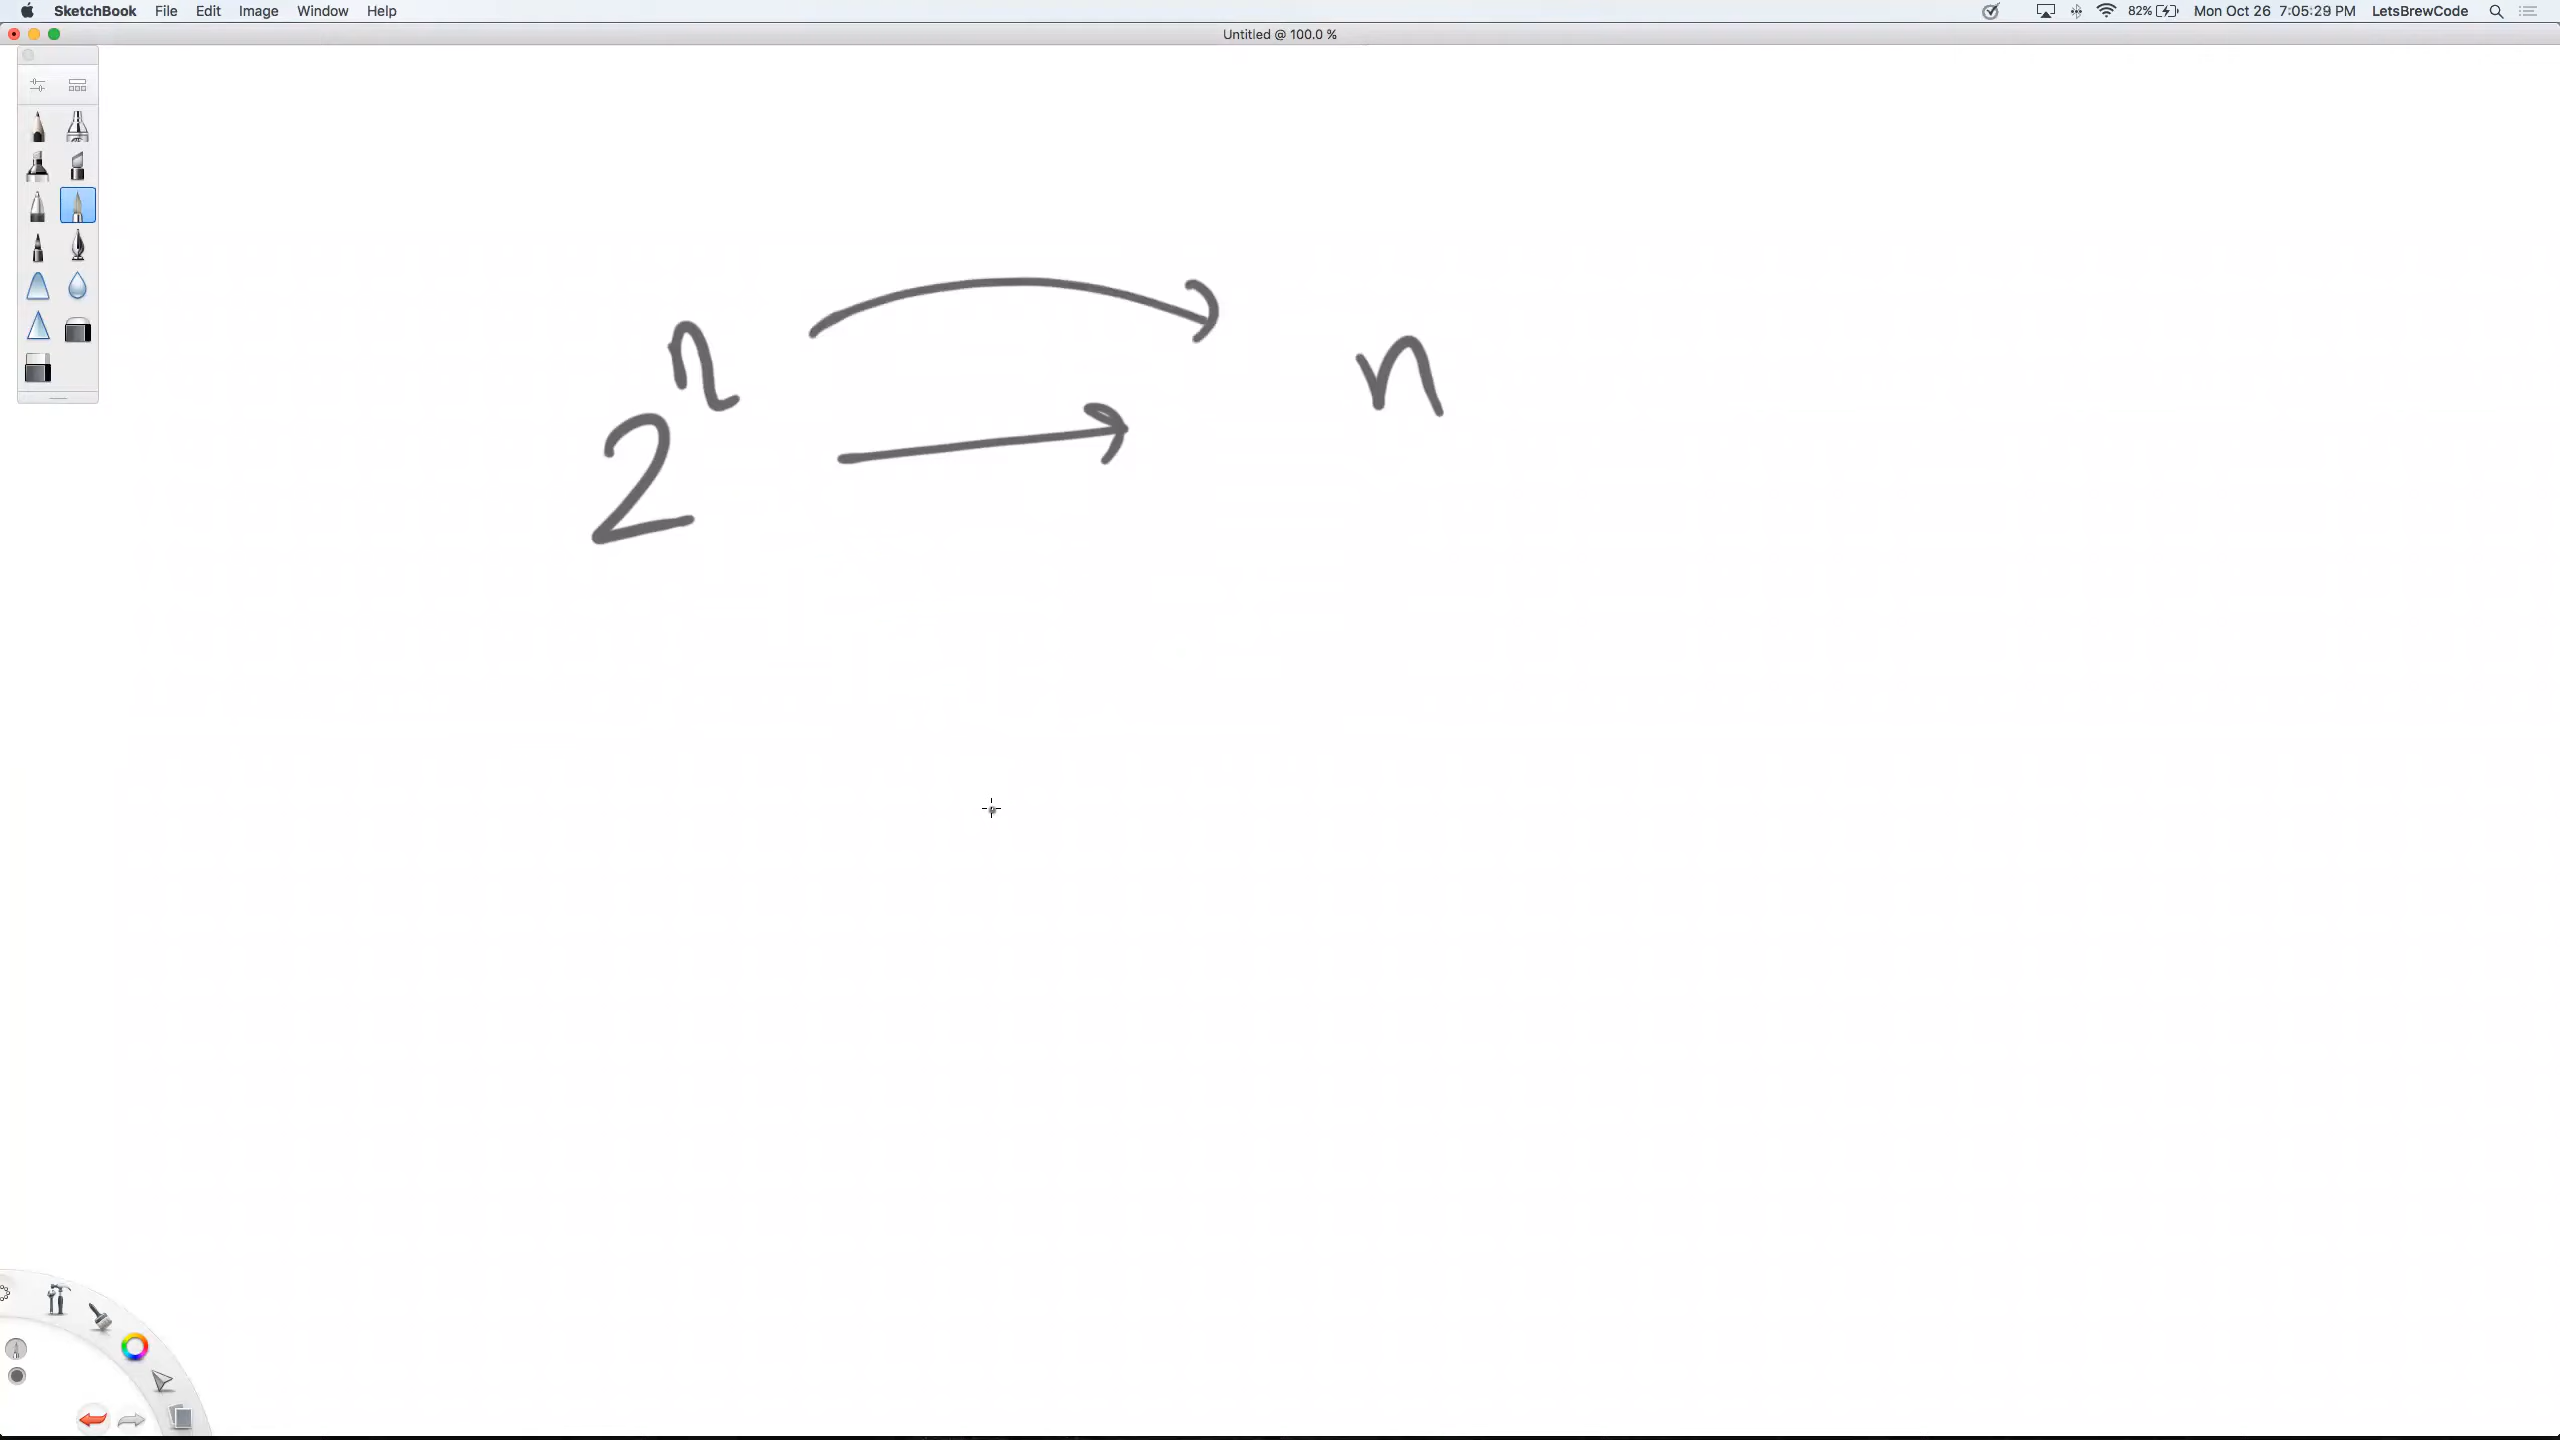 SketchBook File Edit Image Window Help 82% Mon Oct 26 7:05:29 PM LetsBrewCode
Untitled @ 100.0 %
2^n → n